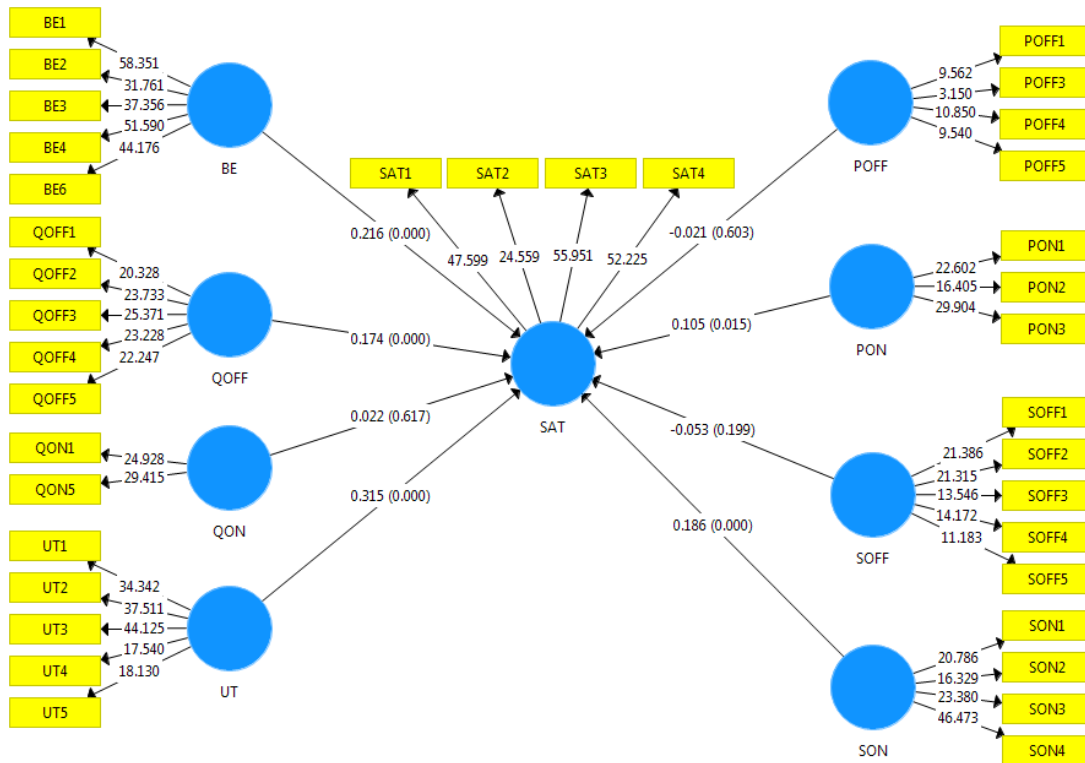 BE1
BE2
BE3
BE4
BE6
58.351
31.761
37.356
51.590
44.176
BE
QOFF1
QOFF2
QOFF3
QOFF4
QOFF5
20.328
23.733
25.371
23.228
22.247
QOFF
QON1
QON5
24.928
29.415
QON
UT1
UT2
UT3
UT4
UT5
34.342
37.511
44.125
17.540
18.130
UT
SAT1
SAT2
SAT3
SAT4
47.599
24.559
55.951
52.225
SAT
0.216 (0.000)
0.174 (0.000)
0.022 (0.617)
0.315 (0.000)
-0.021 (0.603)
0.105 (0.015)
-0.053 (0.199)
0.186 (0.000)
POFF
9.562
3.150
10.850
9.540
POFF1
POFF3
POFF4
POFF5
PON
22.602
16.405
29.904
PON1
PON2
PON3
SOFF
21.386
21.315
13.546
14.172
11.183
SOFF1
SOFF2
SOFF3
SOFF4
SOFF5
SON
20.786
16.329
23.380
46.473
SON1
SON2
SON3
SON4